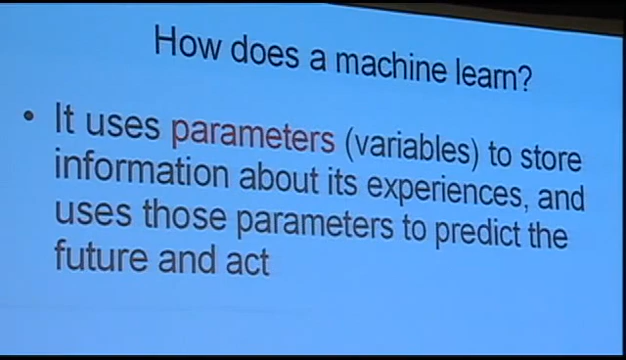 How does a machine learn?
• It uses parameters (variables) to store
information about its experiences, and
uses those parameters to predict the
future and act